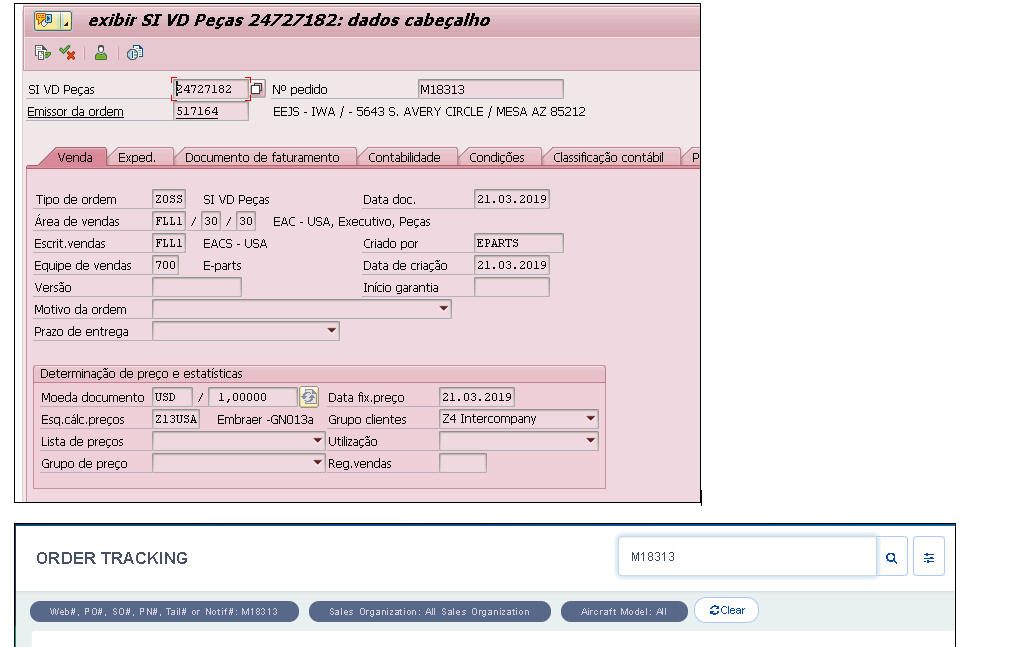 exibir SI VD Peças 24727182: dados cabeçalho
SI VD Peças 24727182 Nº pedido M18313
Emissor da ordem 517164 EEJS - IWA / - 5643 S. AVERY CIRCLE / MESA AZ 85212
Venda Exped. Documento de faturamento Contabilidade Condições Classificação contábil P
Tipo de ordem ZOSS SI VD Peças Data doc. 21.03.2019
Área de vendas FLL1 / 30 / 30 EAC - USA, Executivo, Peças
Escrit.vendas FLL1 EACS - USA Criado por EPARTS
Equipe de vendas 700 E-parts Data de criação 21.03.2019
Versão Início garantia
Motivo da ordem
Prazo de entrega
Determinação de preço e estatísticas
Moeda documento USD / 1,00000 Data fix.preço 21.03.2019
Esq.cálc.preços Z13USA Embraer -GN013a Grupo clientes Z4 Intercompany
Lista de preços Utilização
Grupo de preço Reg.vendas
ORDER TRACKING M18313
Web#, PO#, SO#, PN#, Tail# or Notif#: M18313 Sales Organization: All Sales Organization Aircraft Model: All Clear